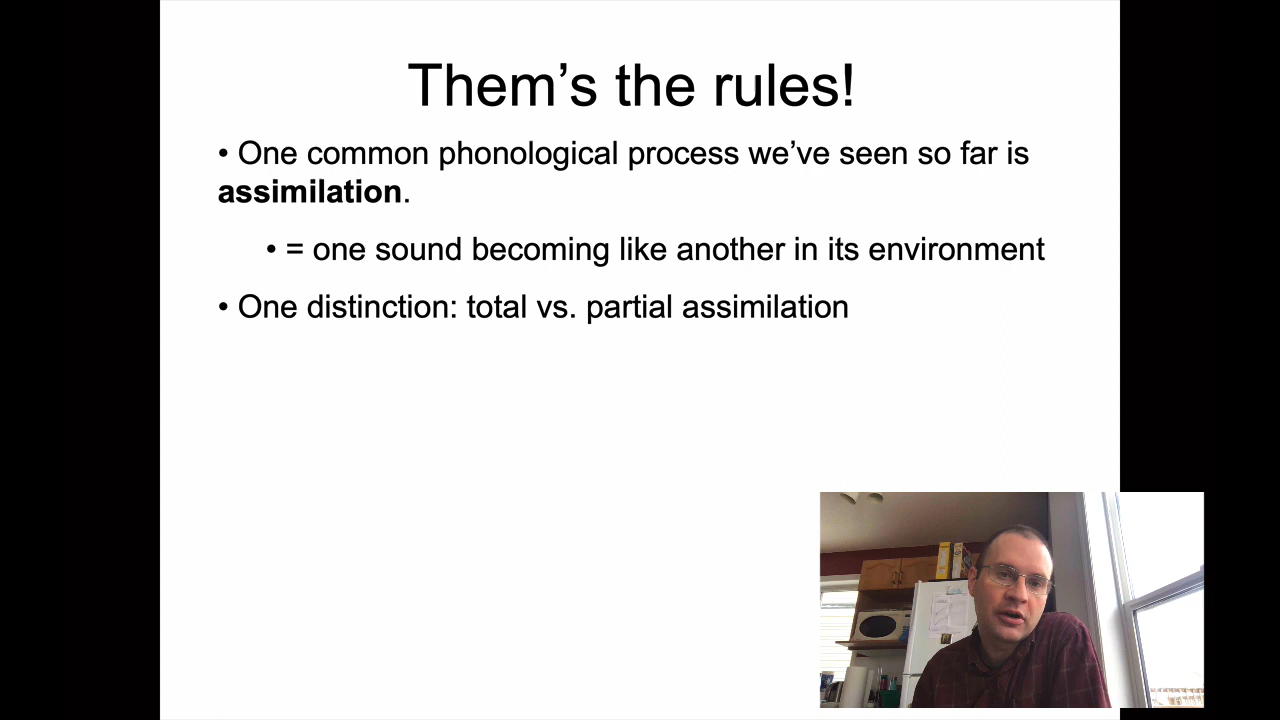 Them’s the rules!
• One common phonological process we’ve seen so far is
assimilation.
• = one sound becoming like another in its environment
• One distinction: total vs. partial assimilation